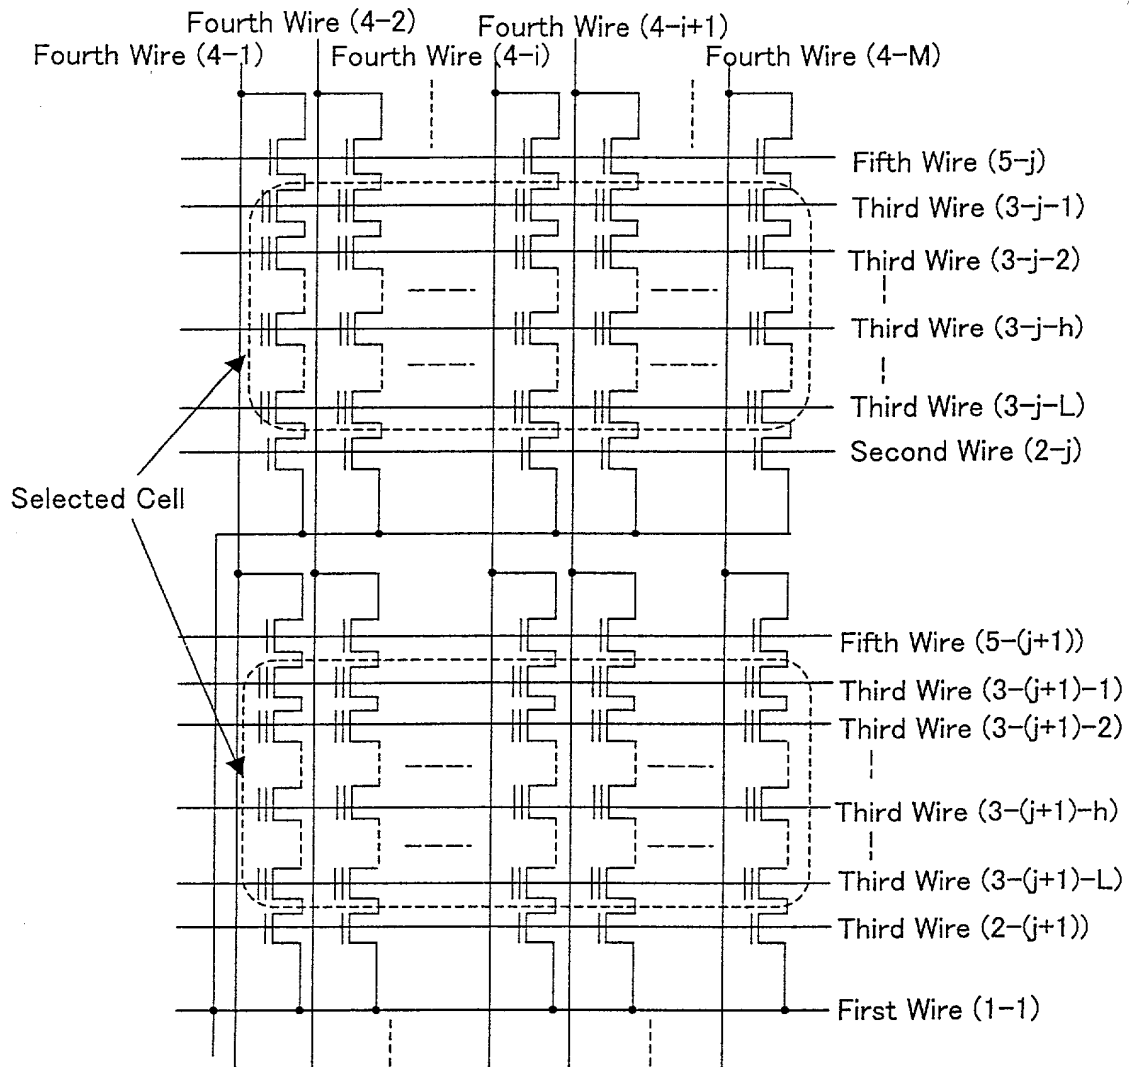 Fourth Wire (4-2)
Fourth Wire (4-i+1)
Fourth Wire (4-1)
Fourth Wire (4-i)
Fourth Wire (4-M)
Fifth Wire (5-j)
Third Wire (3-j-1)
Third Wire (3-j-2)
Third Wire (3-j-h)
Third Wire (3-j-L)
Second Wire (2-j)
Selected Cell
Fifth Wire (5-(j+1))
Third Wire (3-(j+1)-1)
Third Wire (3-(j+1)-2)
Third Wire (3-(j+1)-h)
Third Wire (3-(j+1)-L)
Third Wire (2-(j+1))
First Wire (1-1)